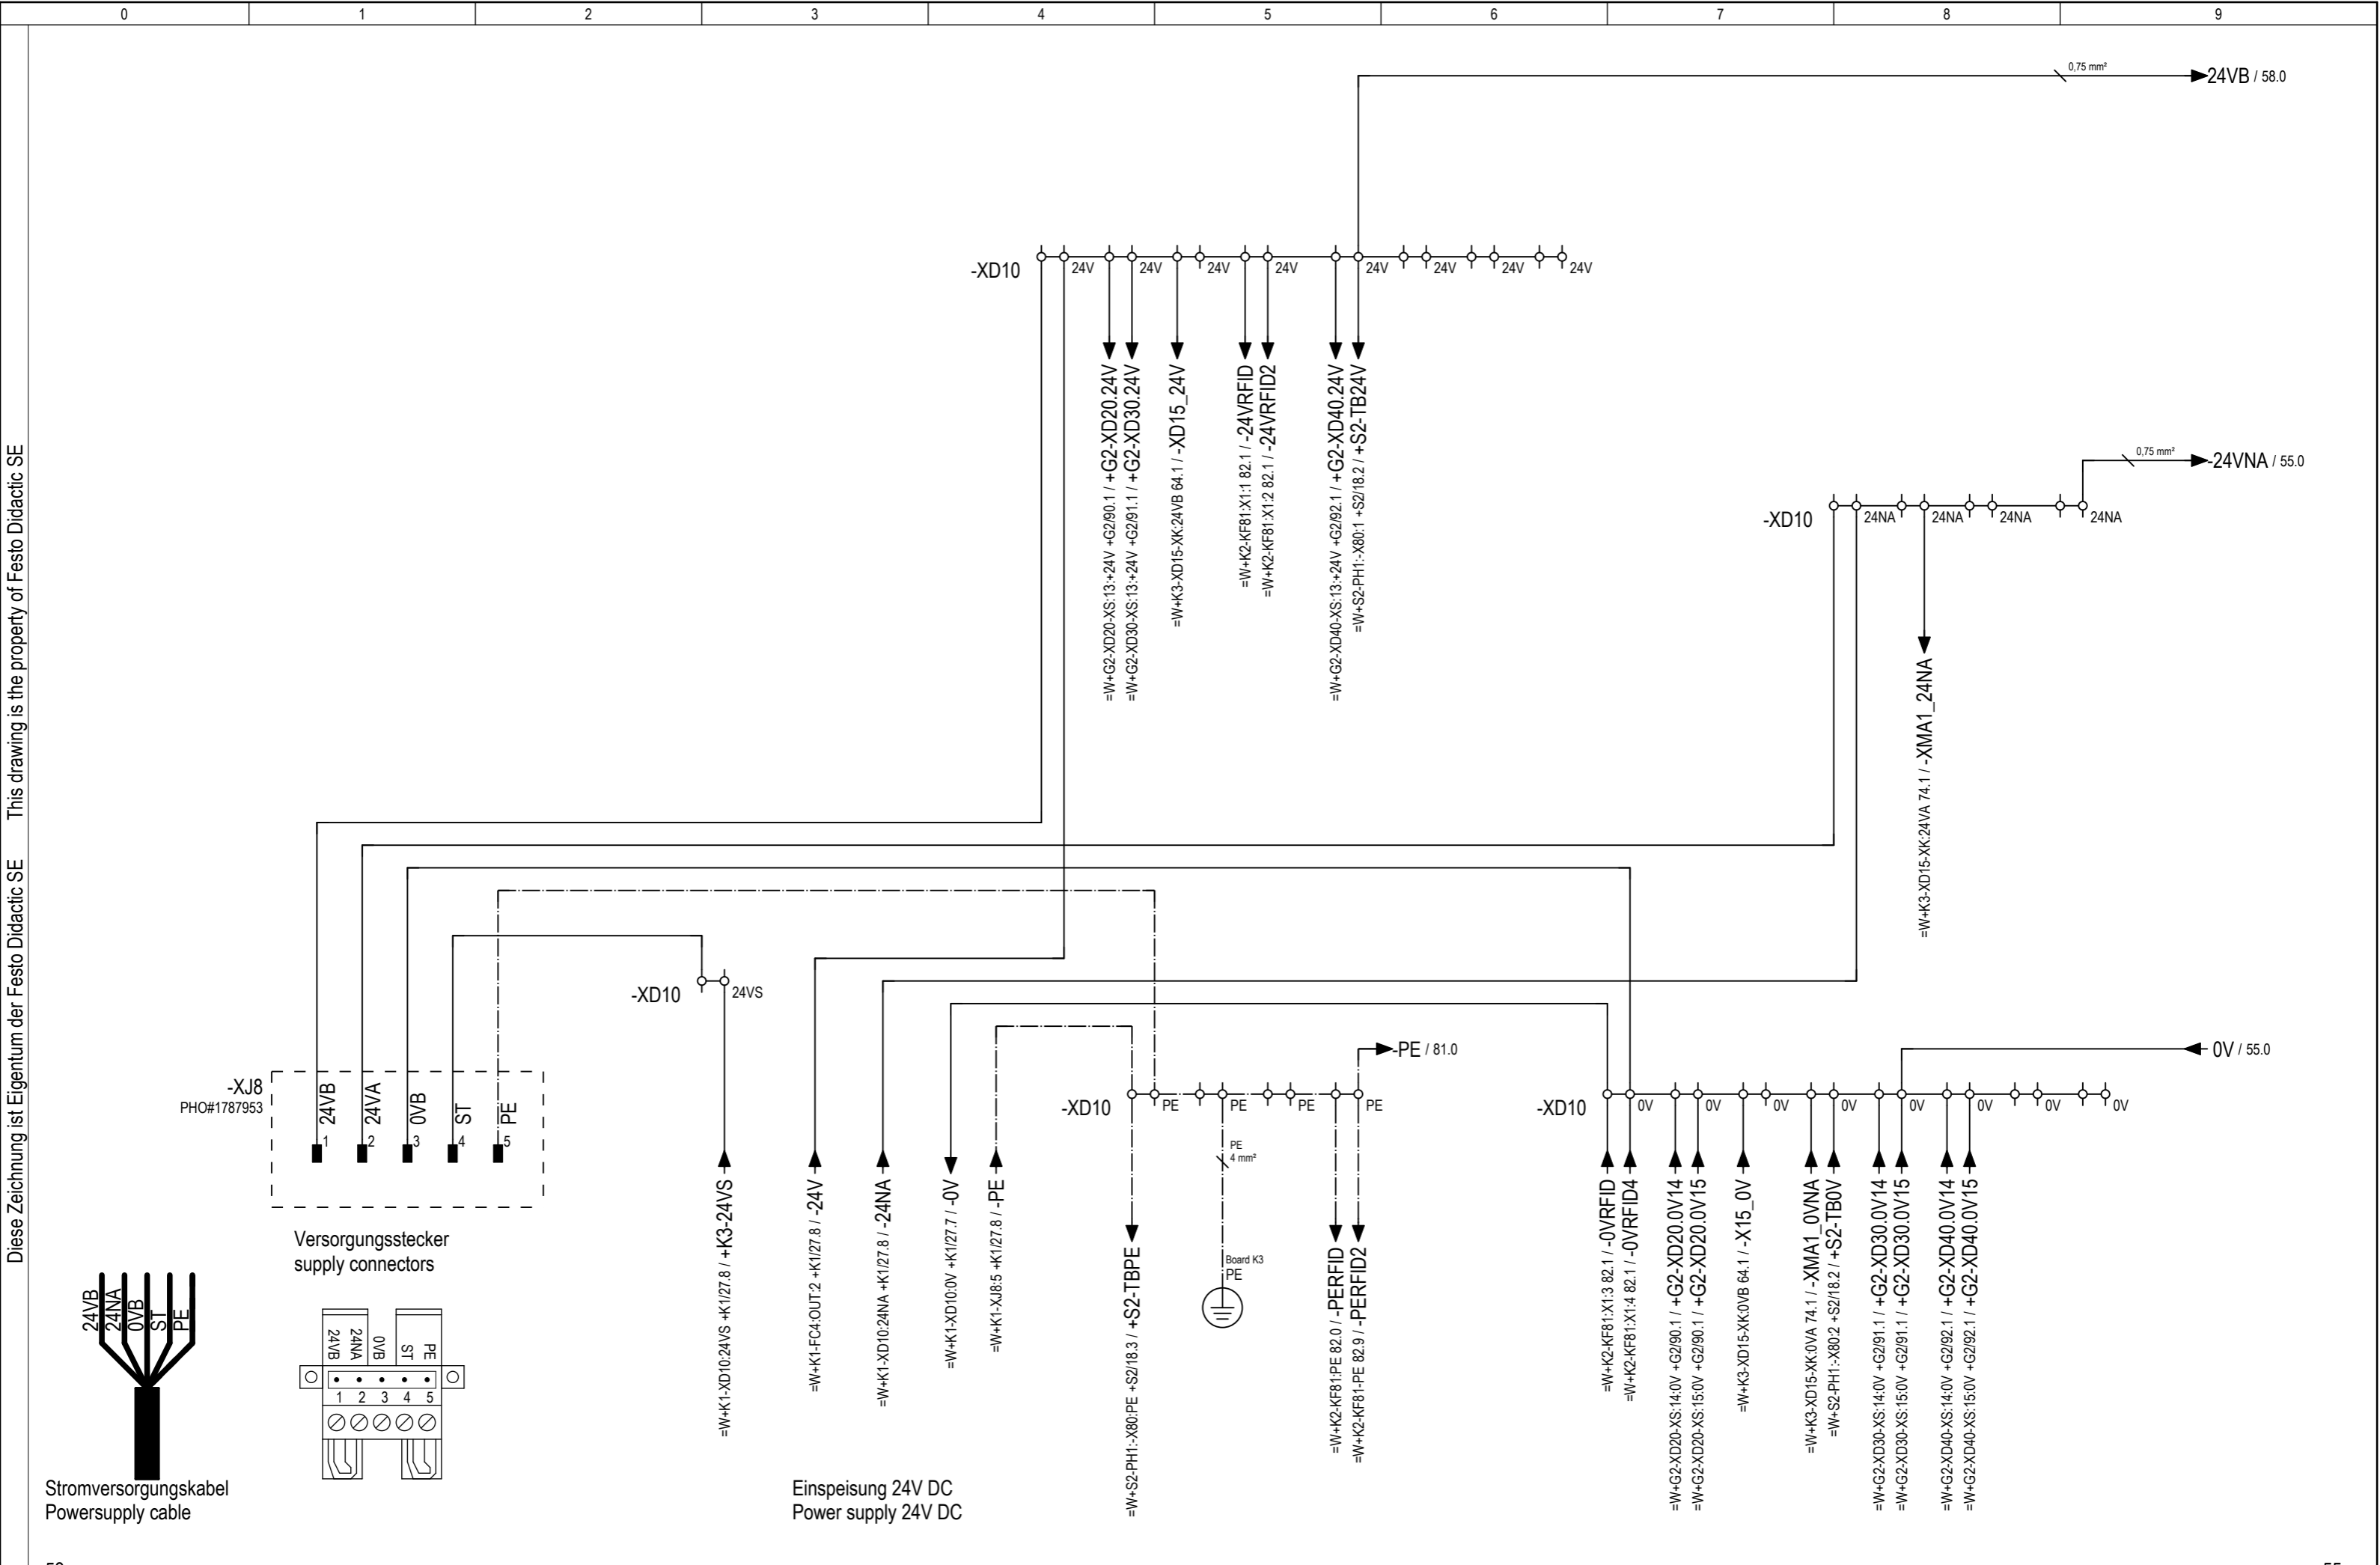 0 1 2 3 4 5 6 7 8 9
Diese Zeichnung ist Eigentum der Festo Didactic SE
This drawing is the property of Festo Didactic SE
0,75 mm²
24VB / 58.0
-XD10
24V 24V 24V 24V 24V 24V 24V 24V
=W+G2-XD20-XS:13:+24V +G2/90.1 / +G2-XD20.24V
=W+G2-XD30-XS:13:+24V +G2/91.1 / +G2-XD30.24V
=W+K3-XD15-XK:24VB 64.1 / -XD15_24V
=W+K2-KF81:X1:1 82.1 / -24VRFID
=W+K2-KF81:X1:2 82.1 / -24VRFID2
=W+G2-XD40-XS:13:+24V +G2/92.1 / +G2-XD40.24V
=W+S2-PH1:-X80:1 +S2/18.2 / +S2-TB24V
0,75 mm²
-24VNA / 55.0
-XD10
24NA 24NA 24NA 24NA
=W+K3-XD15-XK:24VA 74.1 / -XMA1_24NA
-XD10
24VS
-XJ8
PHO#1787953
24VB 24VA 0VB ST PE
1 2 3 4 5
Versorgungsstecker
supply connectors
=W+K1-XD10:24VS +K1/27.8 / +K3-24VS
=W+K1-FC4:OUT:2 +K1/27.8 / -24V
=W+K1-XD10:24NA +K1/27.8 / -24NA
=W+K1-XD10:0V +K1/27.7 / -0V
=W+K1-XJ8:5 +K1/27.8 / -PE
-PE / 81.0
-XD10
PE PE PE PE
PE
4 mm²
Board K3
PE
=W+S2-PH1:-X80:PE +S2/18.3 / +S2-TBPE
=W+K2-KF81:PE 82.0 / -PERFID
=W+K2-KF81-PE 82.9 / -PERFID2
0V / 55.0
-XD10
0V 0V 0V 0V 0V 0V 0V 0V
=W+K2-KF81:X1:3 82.1 / -0VRFID
=W+K2-KF81:X1:4 82.1 / -0VRFID4
=W+G2-XD20-XS:14:0V +G2/90.1 / +G2-XD20.0V14
=W+G2-XD20-XS:15:0V +G2/90.1 / +G2-XD20.0V15
=W+K3-XD15-XK:0VB 64.1 / -X15_0V
=W+K3-XD15-XK:0VA 74.1 / -XMA1_0VNA
=W+S2-PH1:-X80:2 +S2/18.2 / +S2-TB0V
=W+G2-XD30-XS:14:0V +G2/91.1 / +G2-XD30.0V14
=W+G2-XD30-XS:15:0V +G2/91.1 / +G2-XD30.0V15
=W+G2-XD40-XS:14:0V +G2/92.1 / +G2-XD40.0V14
=W+G2-XD40-XS:15:0V +G2/92.1 / +G2-XD40.0V15
24VB 24NA 0VB ST PE
Stromversorgungskabel
Powersupply cable
24VB 24NA 0VB ST PE
1 2 3 4 5
Einspeisung 24V DC
Power supply 24V DC